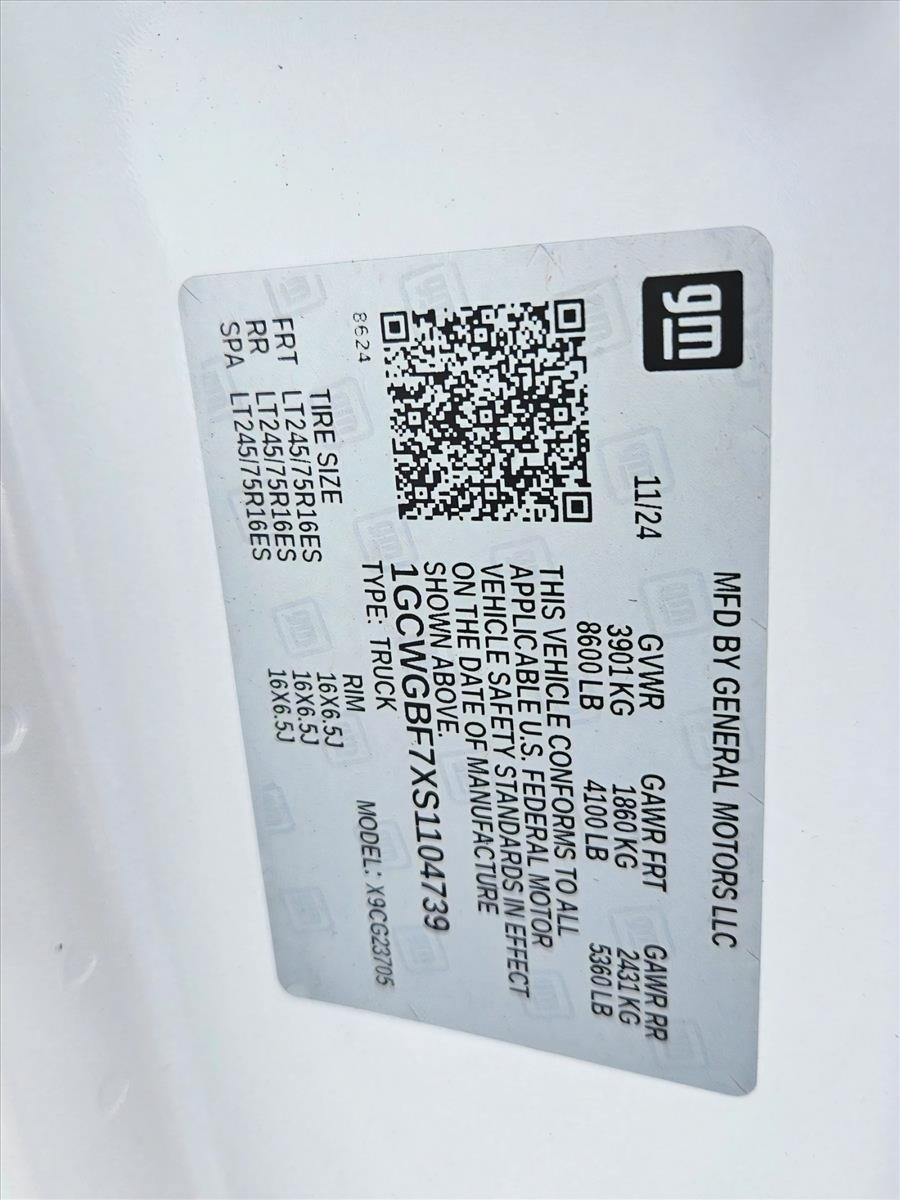 gm
MFD BY GENERAL MOTORS LLC
11/24
GVWR GAWR FRT GAWR RR
3901 KG 1860 KG 2431 KG
8600 LB 4100 LB 5360 LB
THIS VEHICLE CONFORMS TO ALL
APPLICABLE U.S. FEDERAL MOTOR
VEHICLE SAFETY STANDARDS IN EFFECT
ON THE DATE OF MANUFACTURE
SHOWN ABOVE.
1GCWGBF7XS1104739
8624
TYPE: TRUCK MODEL: X9CG23705
TIRE SIZE RIM
FRT LT245/75R16ES 16X6.5J
RR LT245/75R16ES 16X6.5J
SPA LT245/75R16ES 16X6.5J